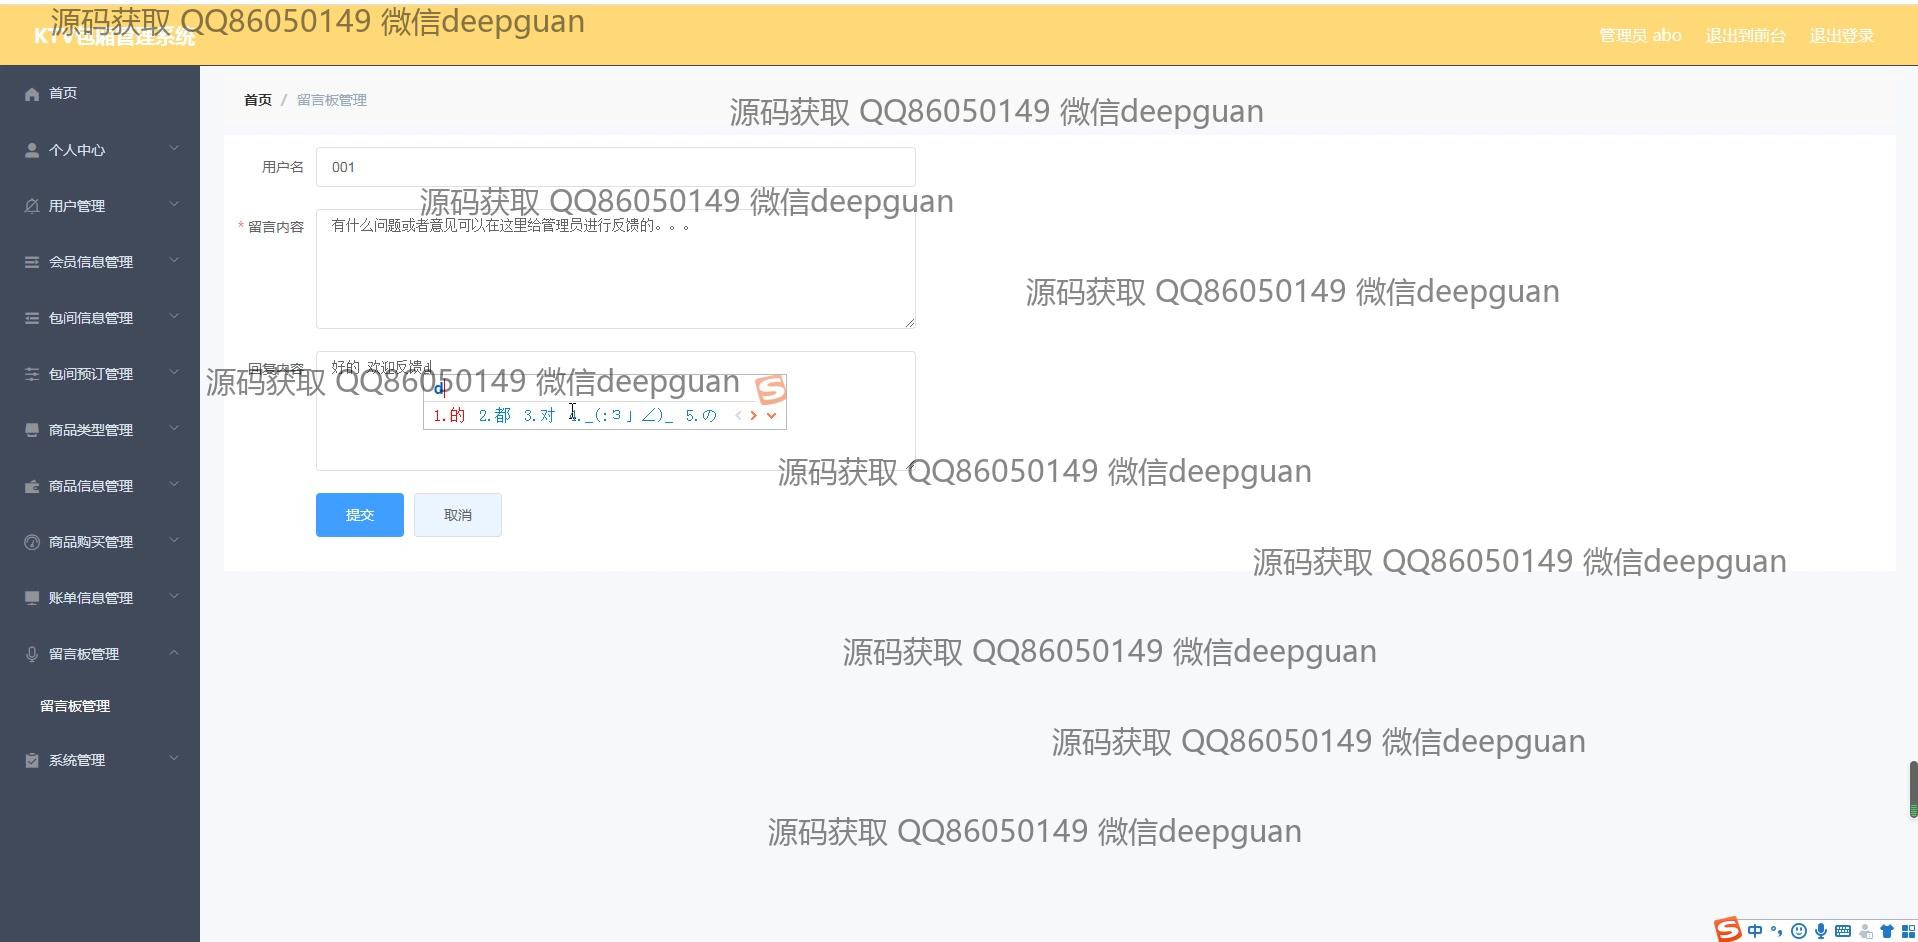 源码获取 QQ86050149 微信deepguan
KTV包厢管理系统
管理员 abo 退出到前台 退出登录
首页
个人中心
用户管理
会员信息管理
包间信息管理
包间预订管理
商品类型管理
商品信息管理
商品购买管理
账单信息管理
留言板管理
留言板管理
系统管理
首页 / 留言板管理
源码获取 QQ86050149 微信deepguan
用户名 001
源码获取 QQ86050149 微信deepguan
* 留言内容 有什么问题或者意见可以在这里给管理员进行反馈的。。。
源码获取 QQ86050149 微信deepguan
回复内容 好的 欢迎反馈d
源码获取 QQ86050149 微信deepguan
d
1.的 2.都 3.对 4._(:3」∠)_ 5.の
源码获取 QQ86050149 微信deepguan
提交 取消
源码获取 QQ86050149 微信deepguan
源码获取 QQ86050149 微信deepguan
源码获取 QQ86050149 微信deepguan
源码获取 QQ86050149 微信deepguan
中